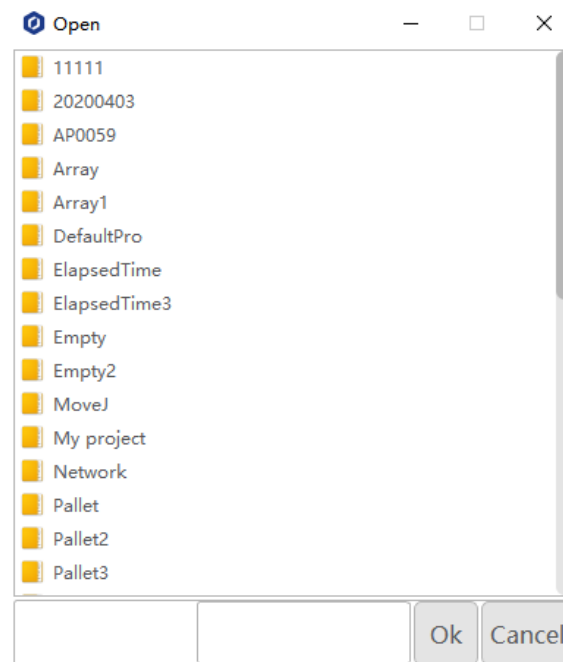 Open
11111
20200403
AP0059
Array
Array1
DefaultPro
ElapsedTime
ElapsedTime3
Empty
Empty2
MoveJ
My project
Network
Pallet
Pallet2
Pallet3
Ok Cancel